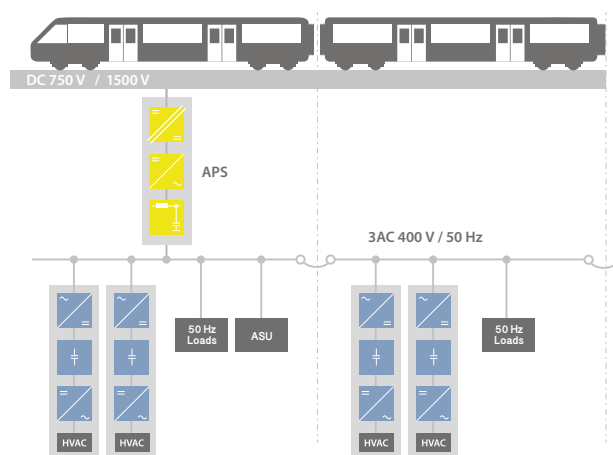 DC 750 V / 1500 V
APS
3AC 400 V / 50 Hz
50 Hz
Loads
ASU
50 Hz
Loads
HVAC
HVAC
HVAC
HVAC